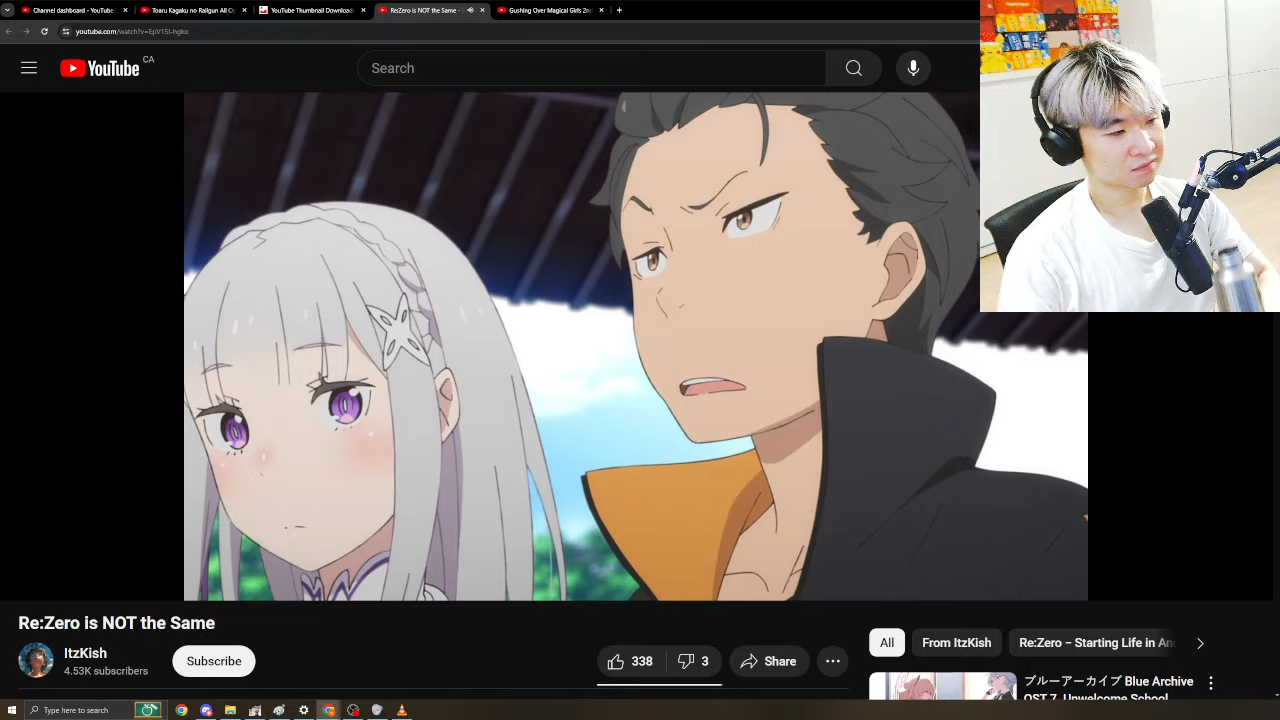 Channel dashboard - YouTube
Toaru Kagaku no Railgun All O
YouTube Thumbnail Download
Re:Zero is NOT the Same -
Gushing Over Magical Girls 2nd
youtube.com/watch?v=EpV15I-hgko
YouTube CA
Search
Re:Zero is NOT the Same
ItzKish
4.53K subscribers
Subscribe
338
3
Share
All
From ItzKish
Re:Zero − Starting Life in An
ブルーアーカイブ Blue Archive
OST 7. Unwelcome School
Type here to search